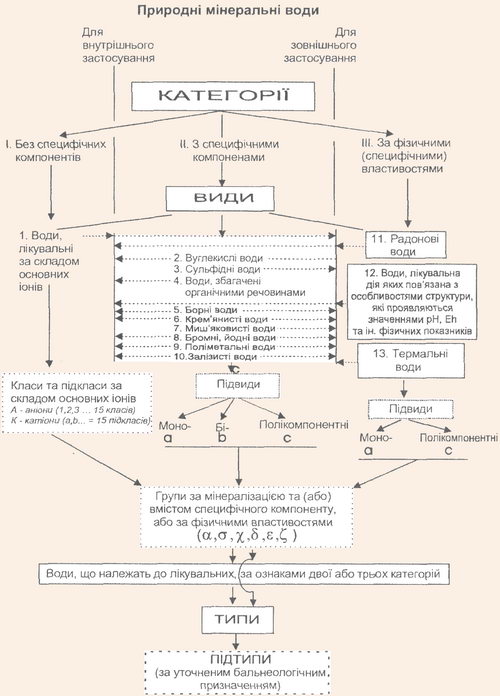 Природні мінеральні води
Для
внутрішнього
застосування
Для
зовнішнього
застосування
КАТЕГОРІЇ
I. Без специфічних
компонентів
II. З специфічними
компоненами
III. За фізичними
(специфічними)
властивостями
ВИДИ
1. Води,
лікувальні
за складом
основних
іонів
2. Вуглекислі води
3. Сульфідні води
4. Води, збагачені
органічними речовинами
5. Борні води
6. Крем'янисті води
7. Миш'яковисті води
8. Бромні, йодні води
9. Поліметальні води
10.Залізисті води
11. Радонові
води
12. Води, лікувальна
дія яких пов'язана з
особливостями структури,
які проявляються
значеннями pH, Eh
та ін. фізичних показників
13. Термальні
води
Класи та підкласи за
складом основних іонів
А - аніони (1,2,3 ... 15 класів)
К - катіони (a,b... = 15 підкласів)
с
Підвиди
Моно-
a
Бі-
b
Полікомпонентні
c
Підвиди
Моно-
a
Полікомпонентні
c
Групи за мінералізацією та (або)
вмістом специфічного компоненту,
або за фізичними властивостями
(α,σ,χ,δ,ε,ζ )
Води, що належать до лікувальних, за ознаками двої або трьох категорій
ТИПИ
ПІДТИПИ
(за уточненим бальнеологічним
призначенням)